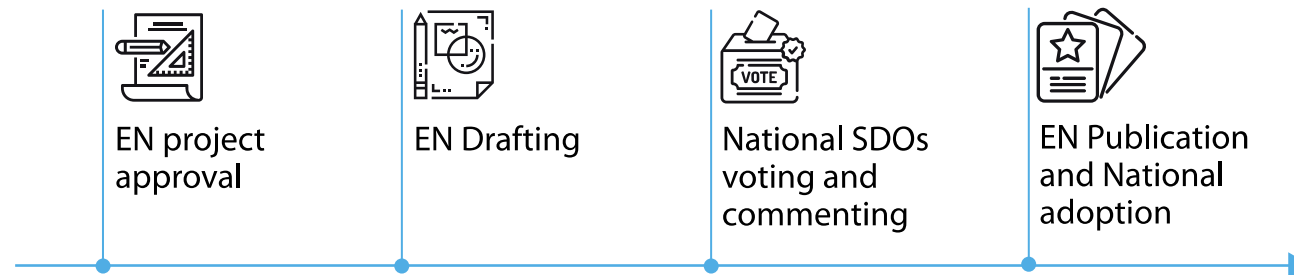 EN project
approval
EN Drafting
VOTE
National SDOs
voting and
commenting
EN Publication
and National
adoption